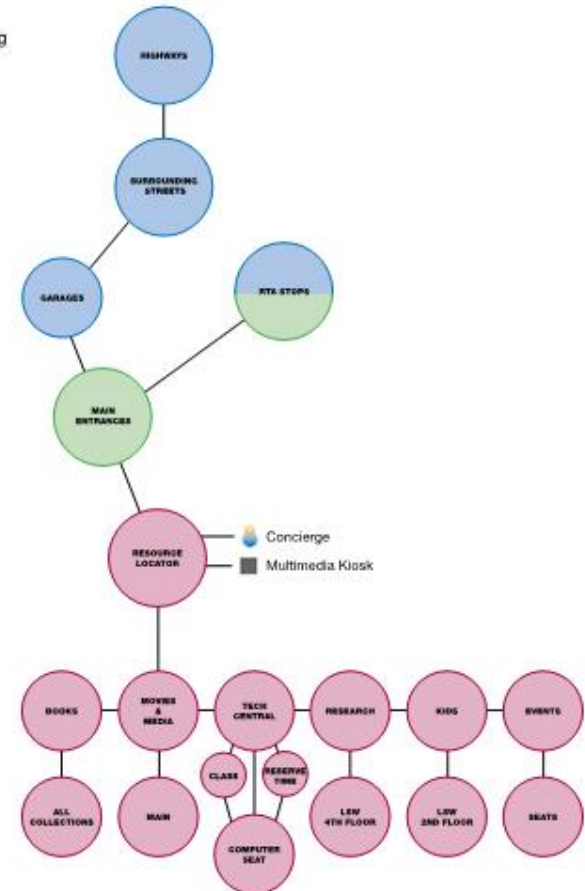 g
HIGHWAYS
SURROUNDING
STREETS
GARAGES
RTA STOPS
MAIN
ENTRANCES
RESOURCE
LOCATOR
Concierge
Multimedia Kiosk
BOOKS
MOVIES
&
MEDIA
TECH
CENTRAL
RESEARCH
KIDS
EVENTS
CLASS
RESERVE
TIME
ALL
COLLECTIONS
MAIN
COMPUTER
SEAT
LSW
4TH FLOOR
LSW
2ND FLOOR
SEATS